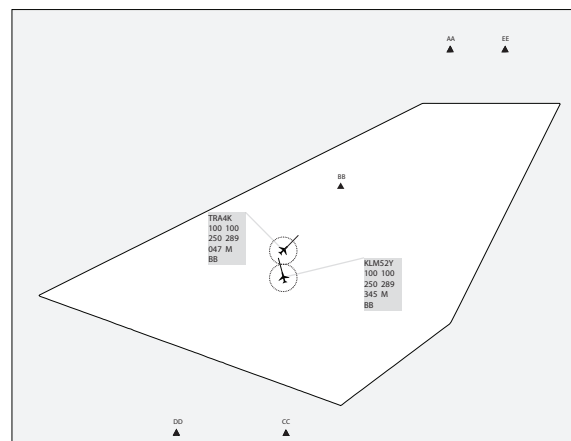 AA
EE
BB
TRA4K
100 100
250 289
047 M
BB
KLM52Y
100 100
250 289
345 M
BB
DD
CC